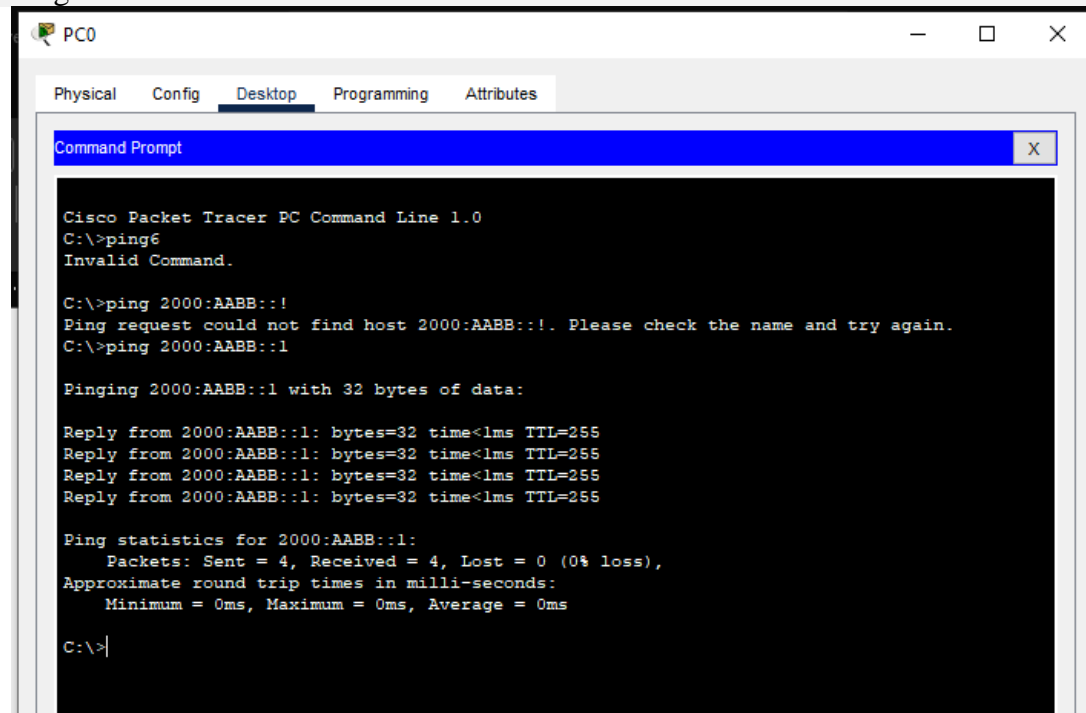 PC0
Physical Config Desktop Programming Attributes
Command Prompt X
Cisco Packet Tracer PC Command Line 1.0
C:\>ping6
Invalid Command.
C:\>ping 2000:AABB::!
Ping request could not find host 2000:AABB::!. Please check the name and try again.
C:\>ping 2000:AABB::1
Pinging 2000:AABB::1 with 32 bytes of data:
Reply from 2000:AABB::1: bytes=32 time<1ms TTL=255
Reply from 2000:AABB::1: bytes=32 time<1ms TTL=255
Reply from 2000:AABB::1: bytes=32 time<1ms TTL=255
Reply from 2000:AABB::1: bytes=32 time<1ms TTL=255
Ping statistics for 2000:AABB::1:
Packets: Sent = 4, Received = 4, Lost = 0 (0% loss),
Approximate round trip times in milli-seconds:
Minimum = 0ms, Maximum = 0ms, Average = 0ms
C:\>